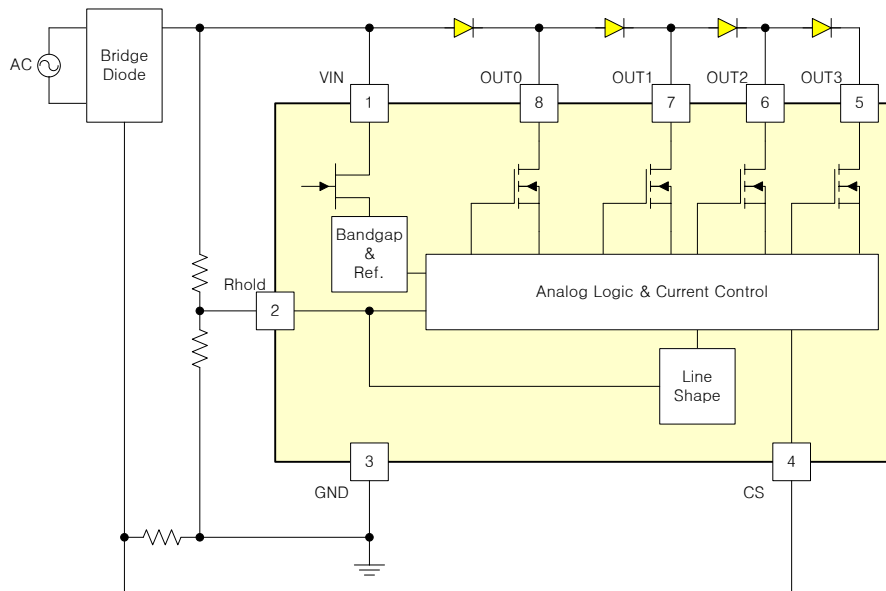 Bridge
Diode
AC
VIN
OUT0
OUT1
OUT2
OUT3
1
8
7
6
5
Bandgap
&
Ref.
Rhold
2
Analog Logic & Current Control
Line
Shape
3
4
GND
CS